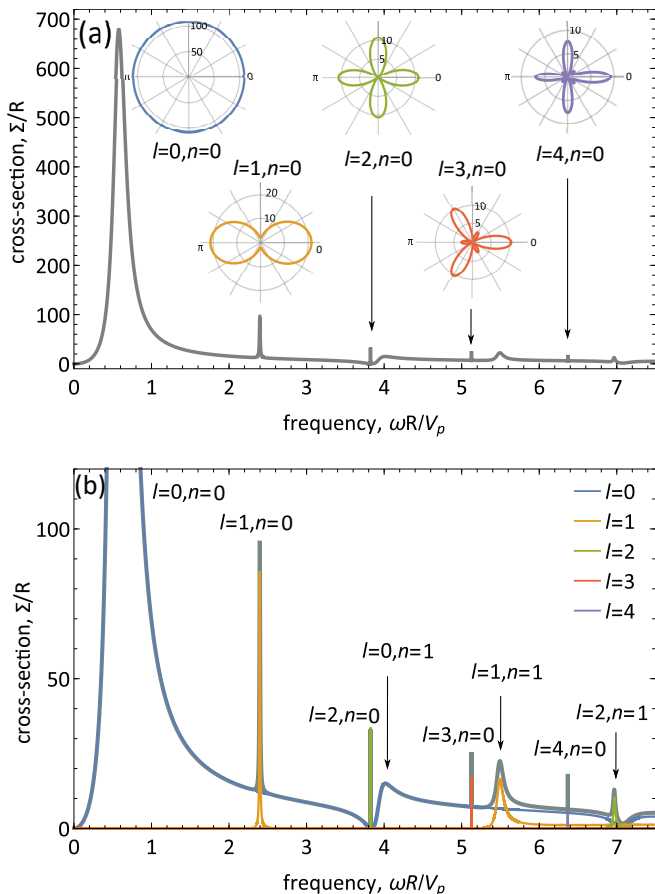 (a)
700
600
500
400
300
200
100
0
cross-section, Σ/R
100
50
π
0
l=0,n=0
20
10
π
0
l=1,n=0
10
5
π
0
l=2,n=0
10
5
π
0
l=3,n=0
10
5
π
0
l=4,n=0
0 1 2 3 4 5 6 7
frequency, ωR/Vₚ
(b)
100
50
0
cross-section, Σ/R
l=0,n=0
l=1,n=0
l=2,n=0
l=0,n=1
l=3,n=0
l=1,n=1
l=4,n=0
l=2,n=1
l=0
l=1
l=2
l=3
l=4
0 1 2 3 4 5 6 7
frequency, ωR/Vₚ